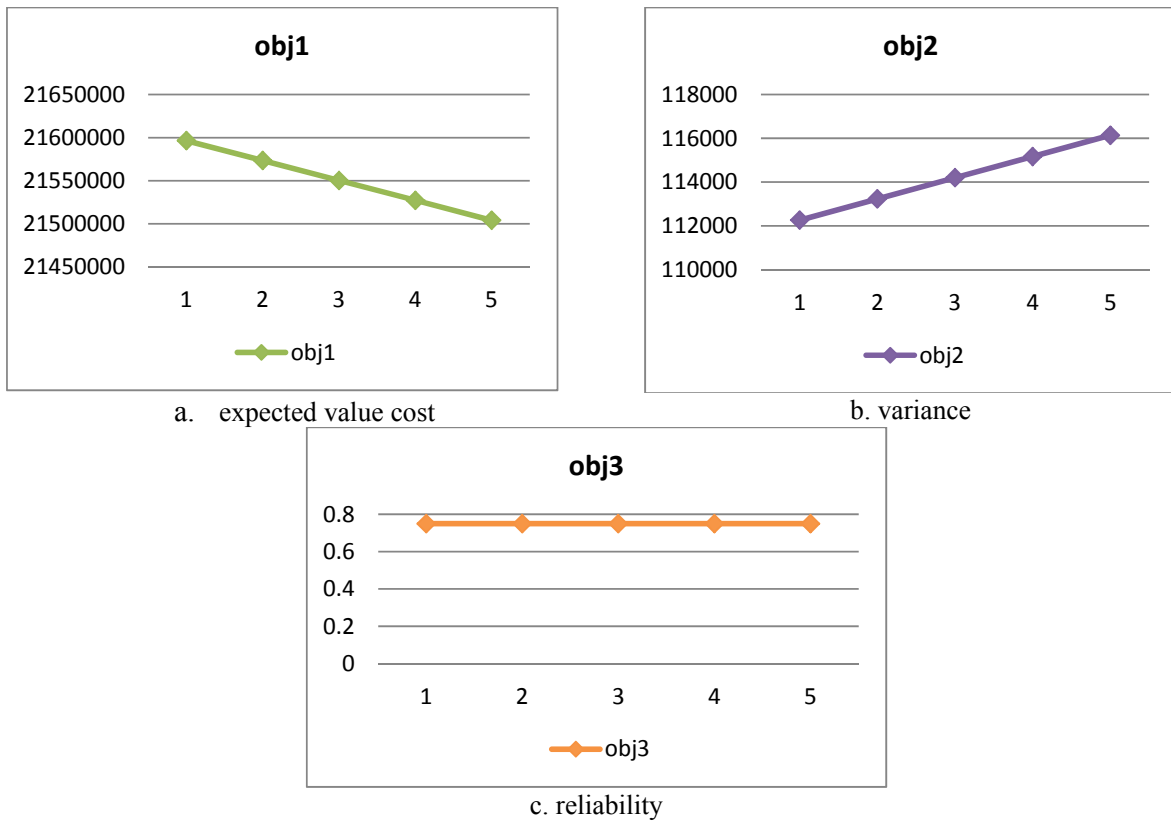 obj1
21650000
21600000
21550000
21500000
21450000
1 2 3 4 5
obj1
a. expected value cost
obj2
118000
116000
114000
112000
110000
1 2 3 4 5
obj2
b. variance
obj3
0.8
0.6
0.4
0.2
0
1 2 3 4 5
obj3
c. reliability